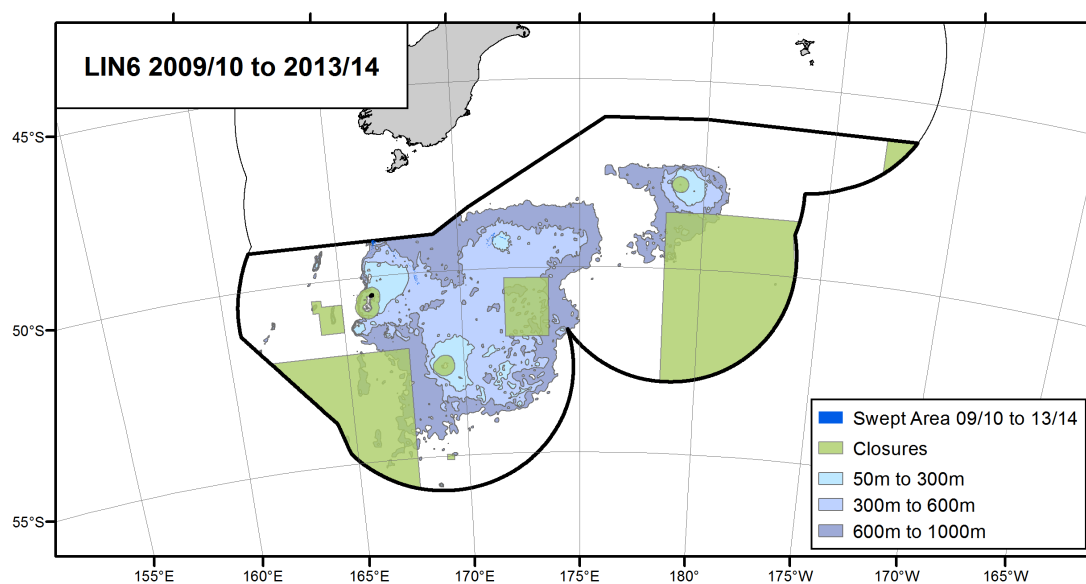 LIN6 2009/10 to 2013/14
45°S
50°S
55°S
Swept Area 09/10 to 13/14
Closures
50m to 300m
300m to 600m
600m to 1000m
155°E
160°E
165°E
170°E
175°E
180°
175°W
170°W
165°W